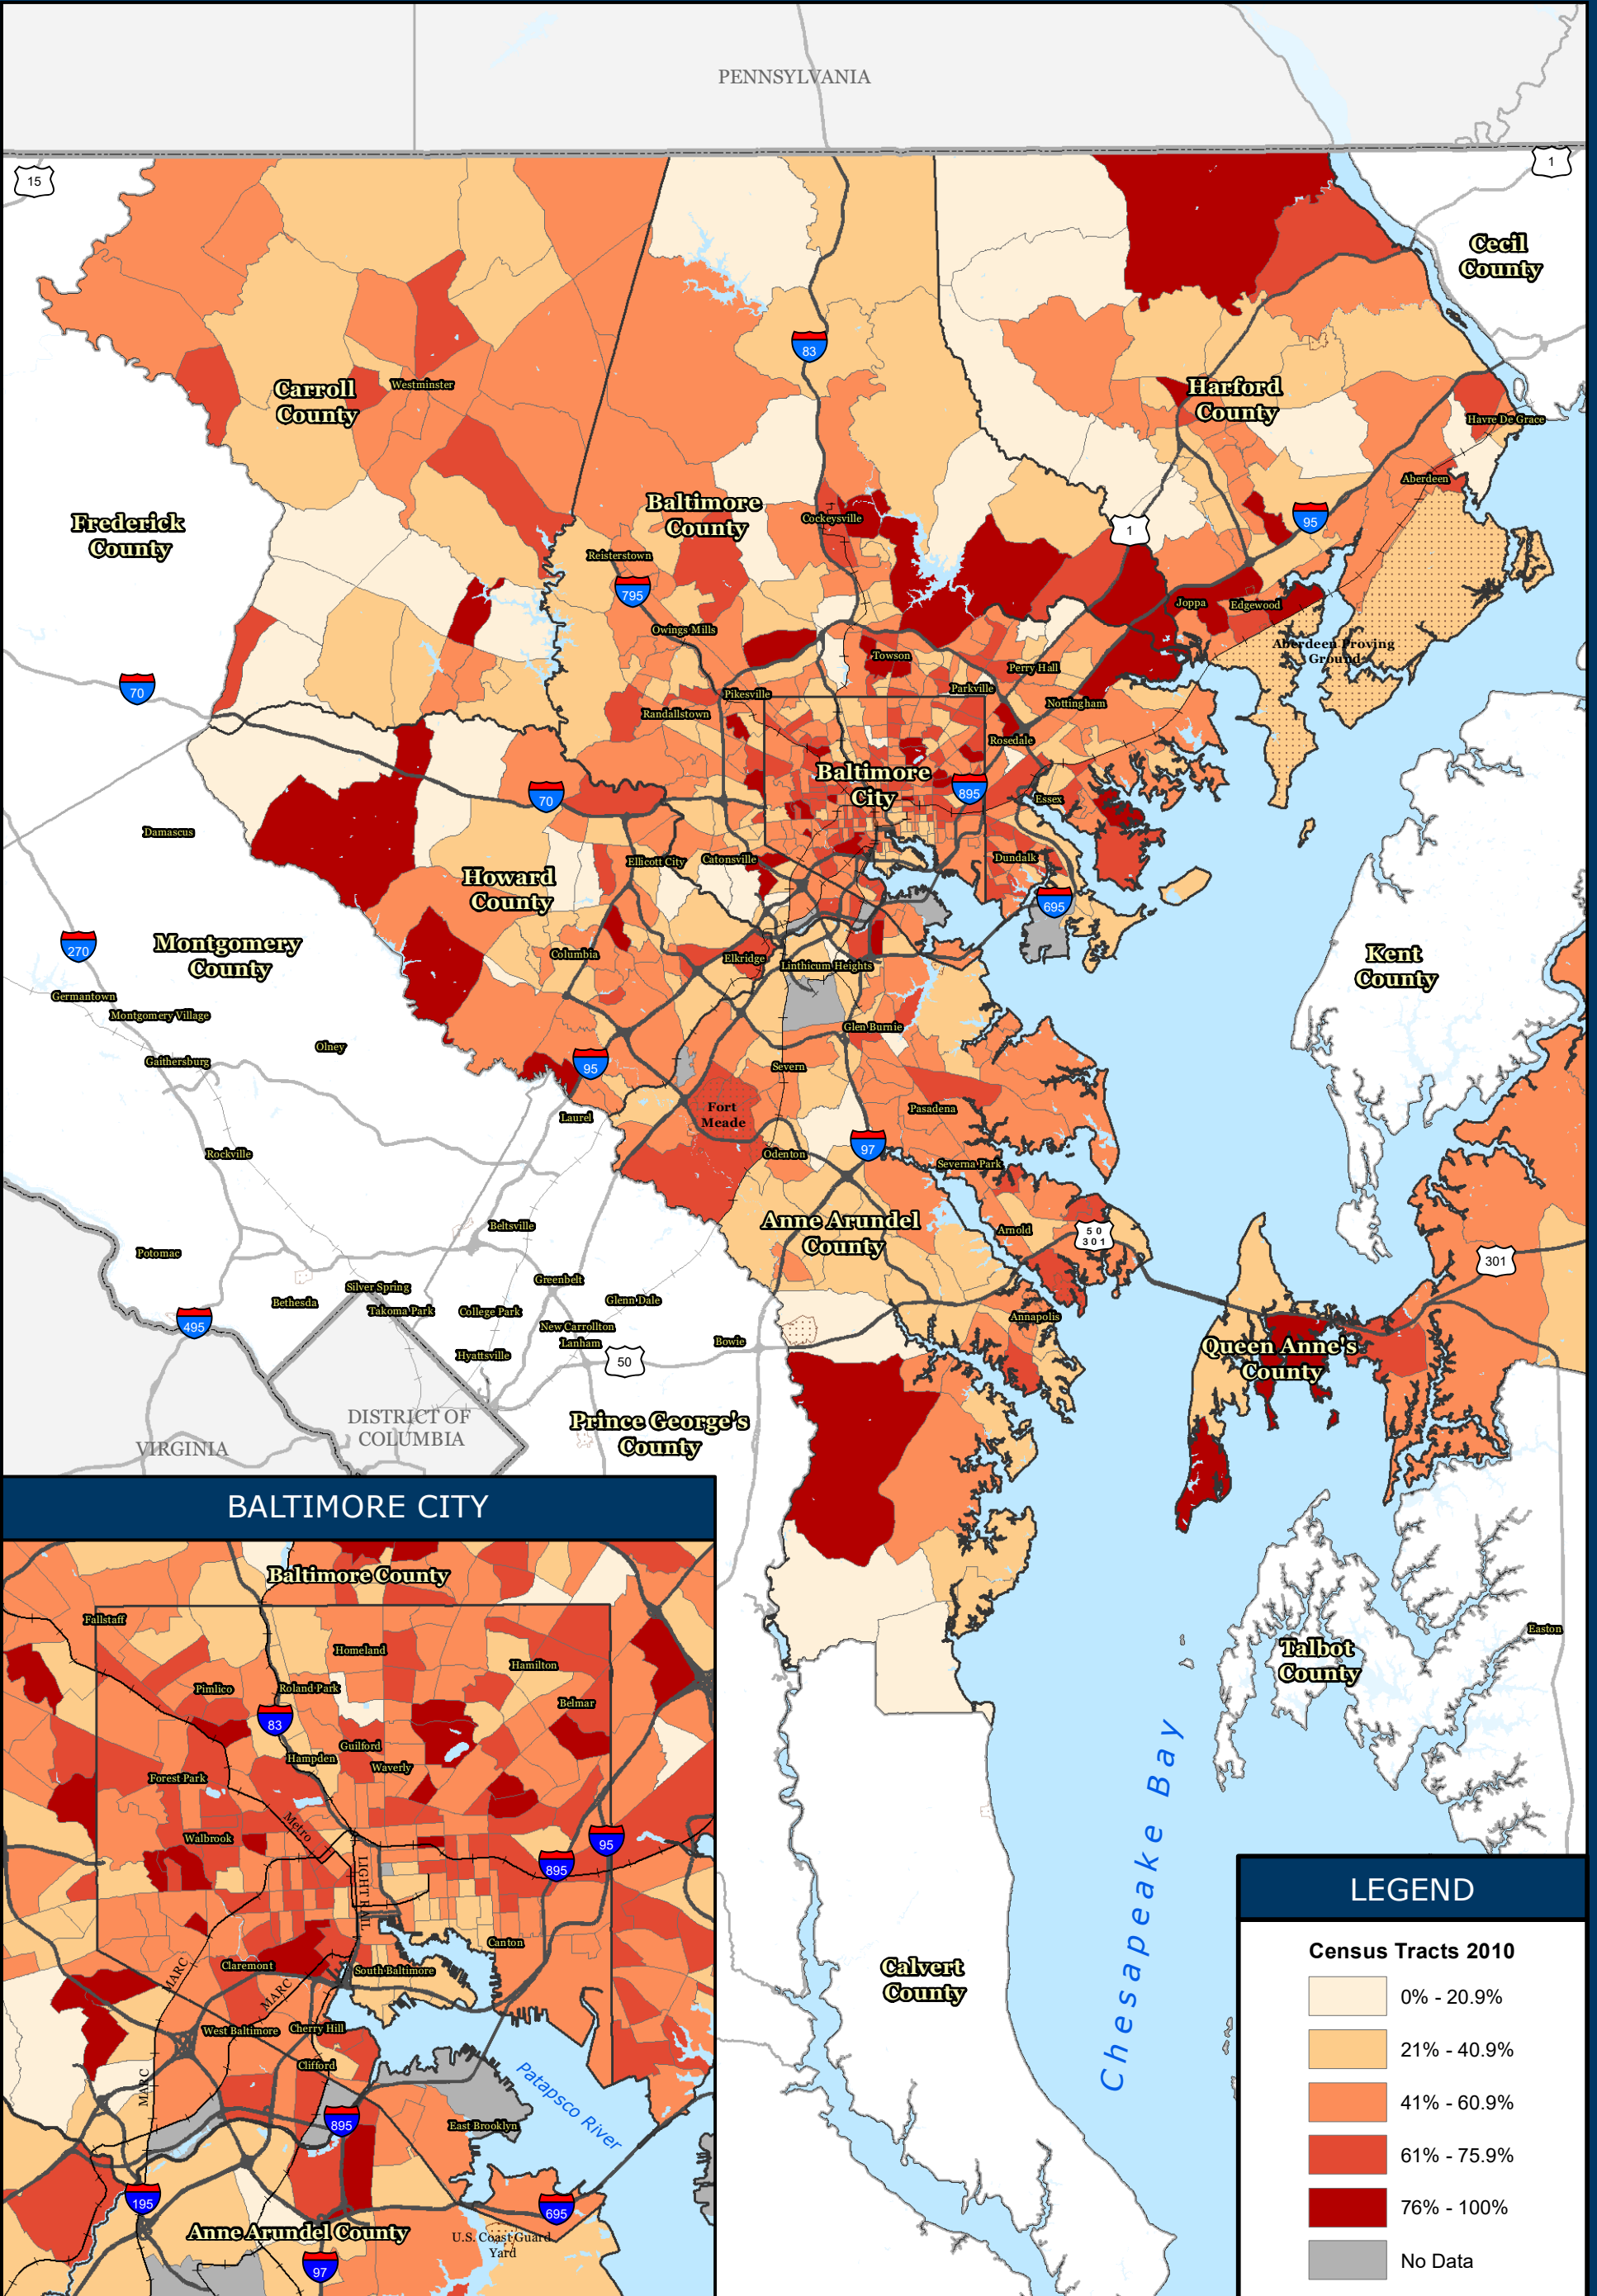 PENNSYLVANIA
15
1
Cecil
County
83
Carroll
County
Westminster
Harford
County
Havre De Grace
Aberdeen
Frederick
County
Baltimore
County
Cockeysville
1
95
Reisterstown
795
Joppa
Edgewood
Owings Mills
Aberdeen Proving
Grounds
Towson
Perry Hall
70
Pikesville
Parkville
Nottingham
Randallstown
Rosedale
Baltimore
City
895
70
Essex
Damascus
Ellicott City
Catonsville
Dundalk
Howard
County
695
270
Montgomery
County
Columbia
Elkridge
Linthicum Heights
Kent
County
Germantown
Montgomery Village
Glen Burnie
Olney
Gaithersburg
95
Severn
Fort
Meade
Pasadena
Laurel
97
Rockville
Odenton
Severna Park
Anne Arundel
County
Arnold
50
301
Beltsville
Potomac
301
Silver Spring
Greenbelt
Bethesda
Takoma Park
College Park
Glenn Dale
495
New Carrollton
Lanham
Bowie
Annapolis
Hyattsville
50
Queen Anne's
County
DISTRICT OF
COLUMBIA
Prince George's
County
VIRGINIA
BALTIMORE CITY
Baltimore County
Fallstaff
Homeland
Hamilton
Pimlico
Roland Park
Belmar
83
Guilford
Hampden
Waverly
Forest Park
Metro
Walbrook
95
895
LIGHT RAIL
Canton
Claremont
South Baltimore
MARC
MARC
West Baltimore
Cherry Hill
Clifford
MARC
Patapsco River
895
East Brooklyn
195
695
Anne Arundel County
U.S. Coast Guard
Yard
97
Easton
Talbot
County
Chesapeake Bay
Calvert
County
LEGEND
Census Tracts 2010
0% - 20.9%
21% - 40.9%
41% - 60.9%
61% - 75.9%
76% - 100%
No Data